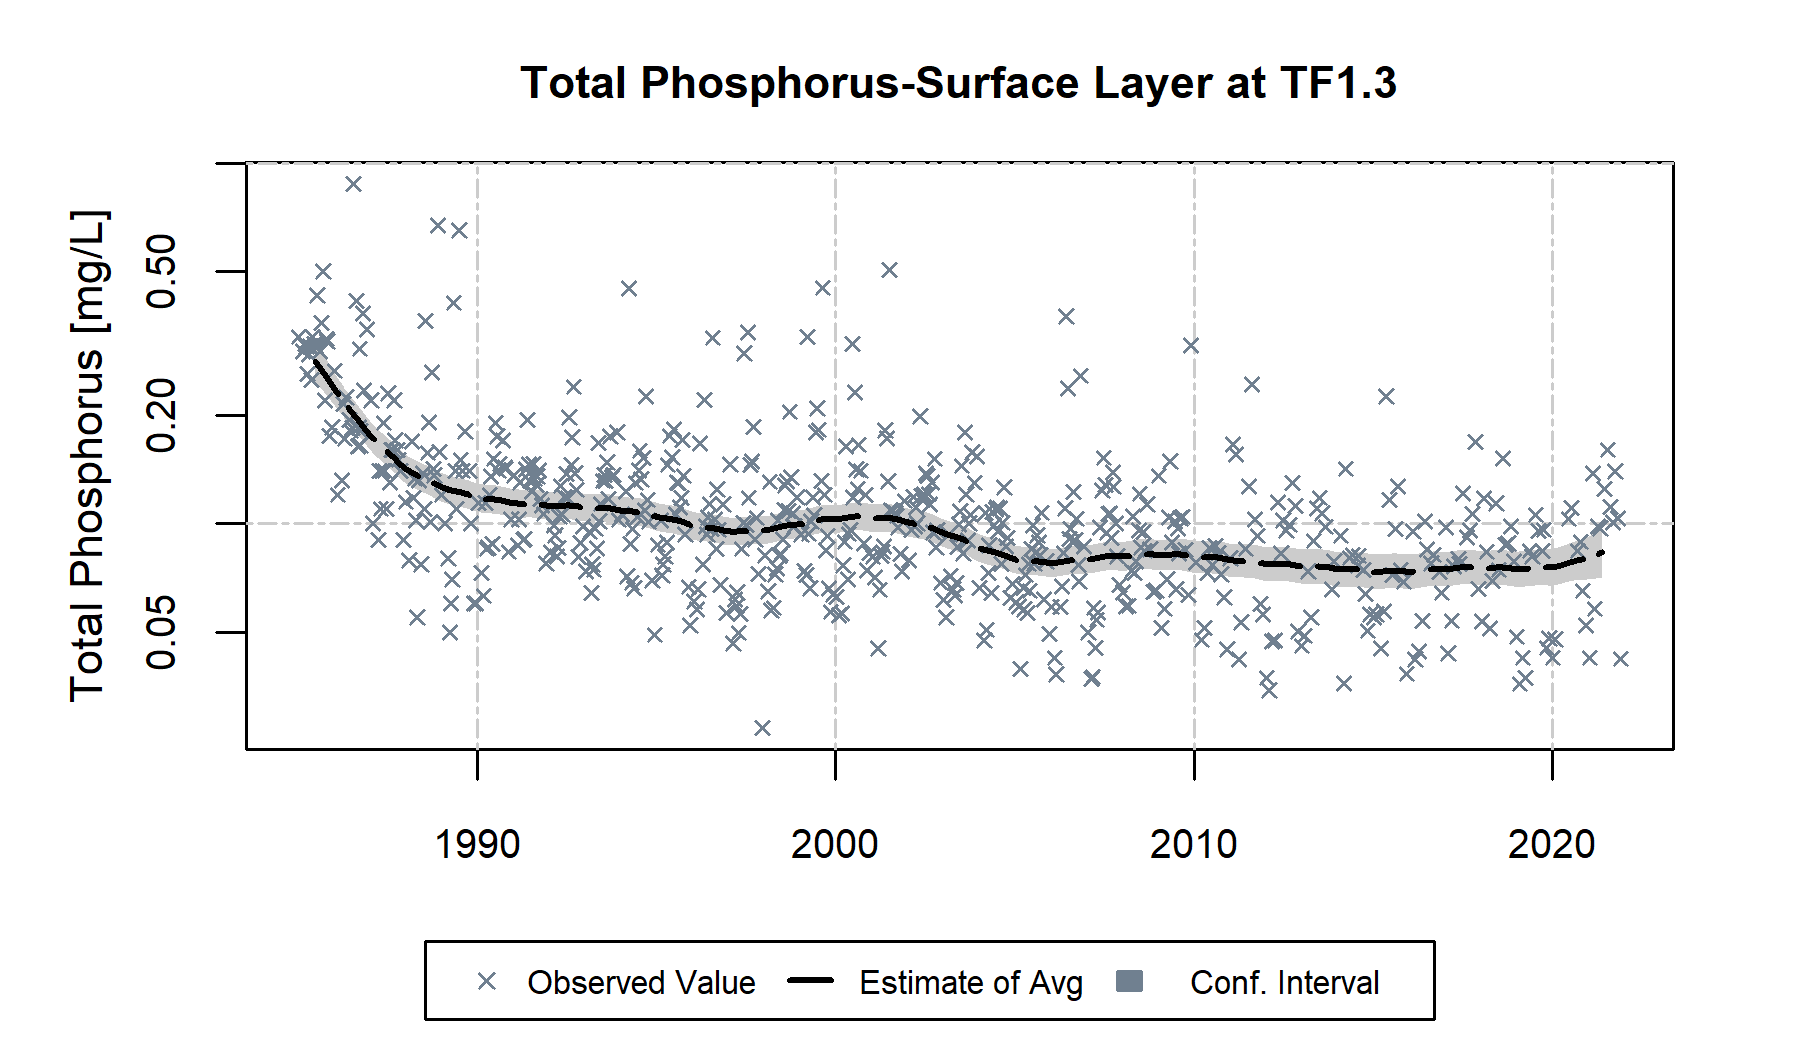 Total Phosphorus-Surface Layer at TF1.3
Total Phosphorus [mg/L]
0.50
0.20
0.05
1990 2000 2010 2020
Observed Value Estimate of Avg Conf. Interval